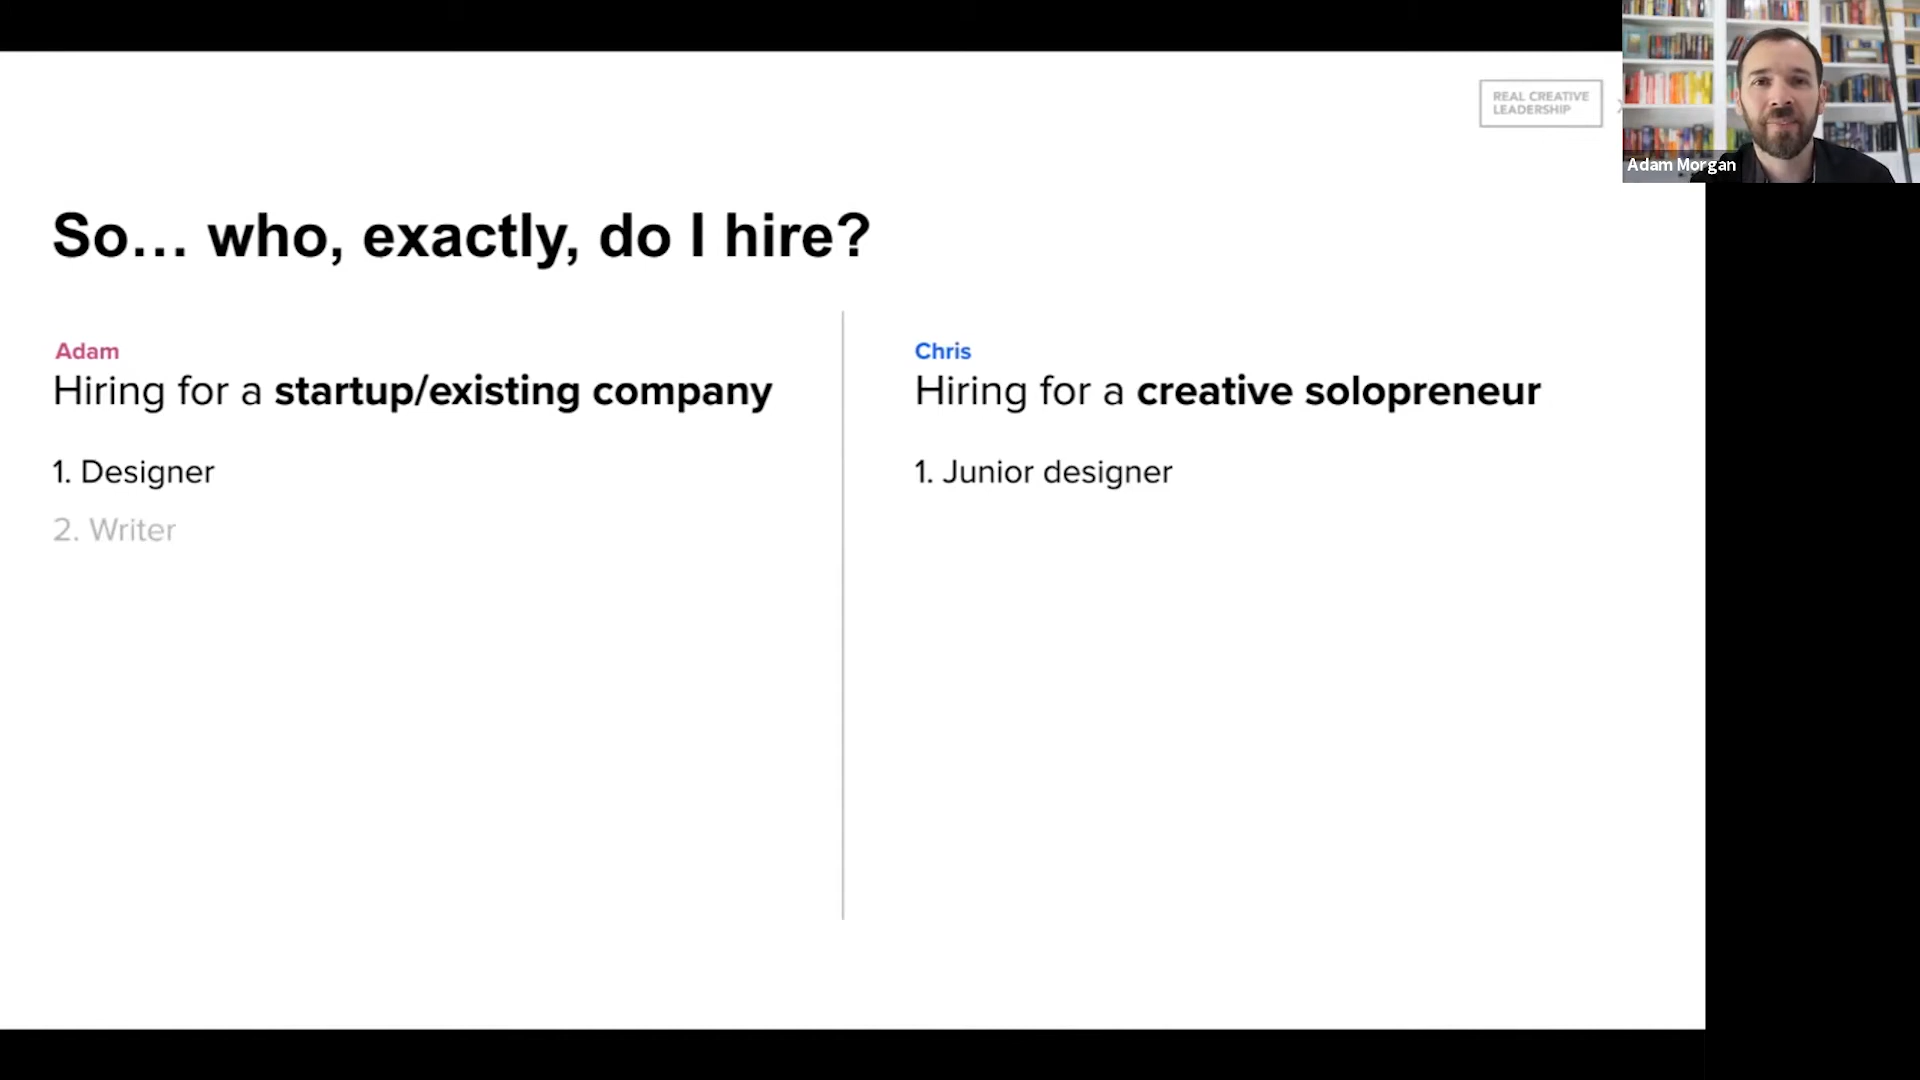 REAL CREATIVE
LEADERSHIP
Adam Morgan
So... who, exactly, do I hire?
Adam
Hiring for a startup/existing company
1. Designer
2. Writer
Chris
Hiring for a creative solopreneur
1. Junior designer